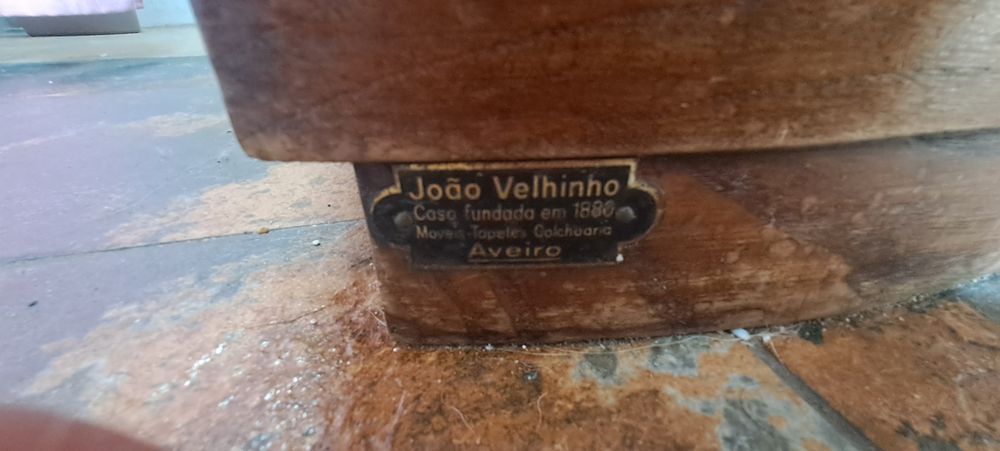 João Velhinho
Casa fundada em 1880
Moveis-Tapetes Colchoaria
Aveiro